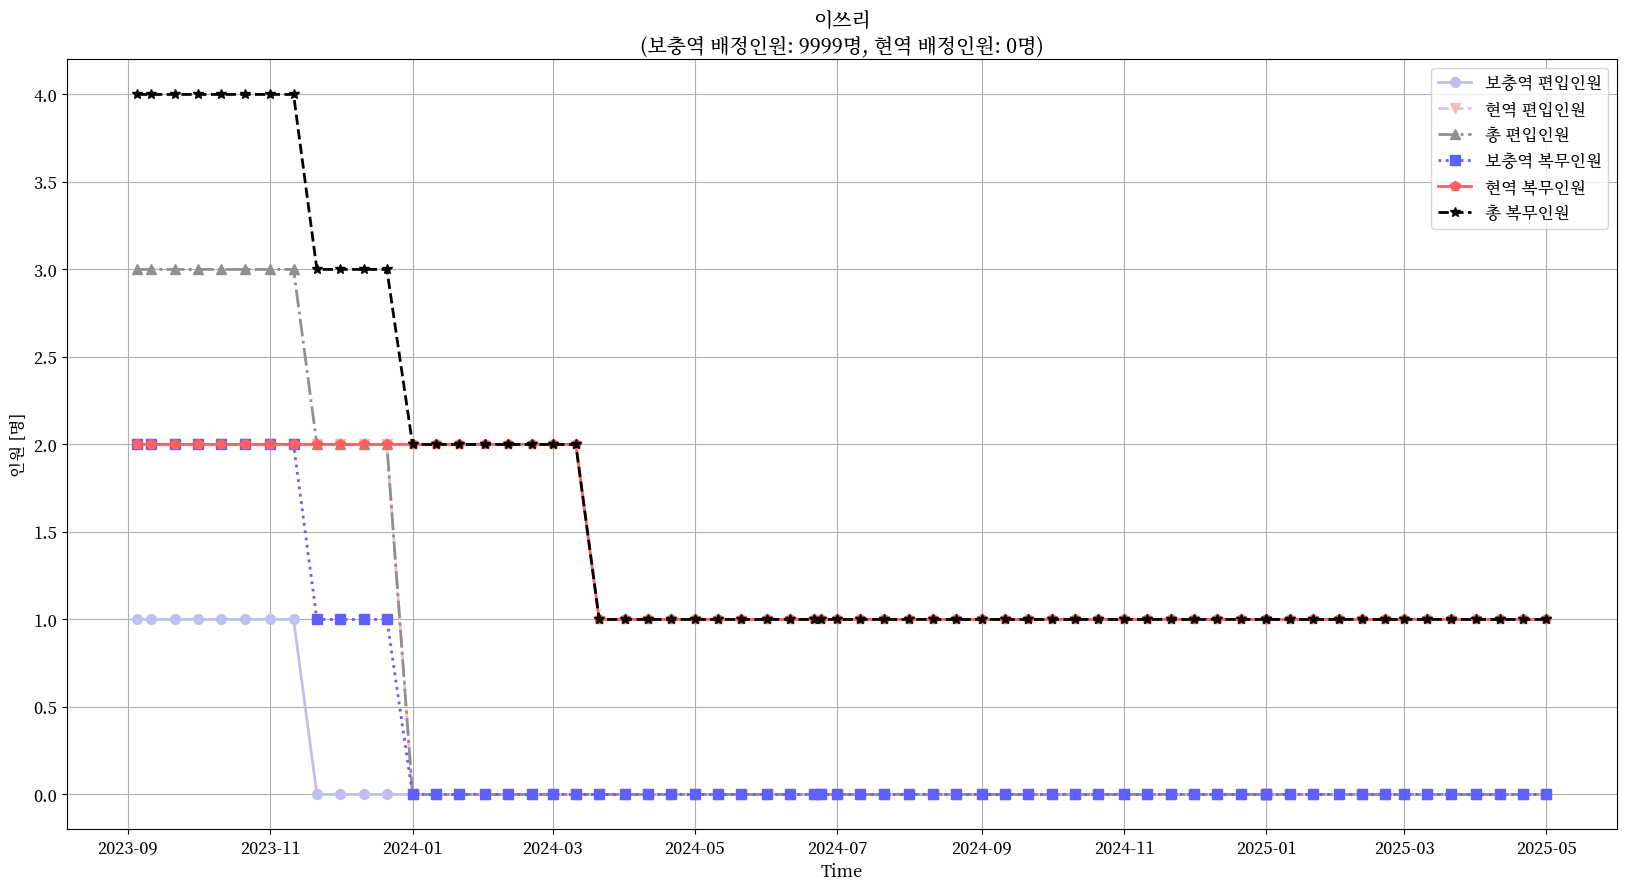 이쓰리
(보충역 배정인원: 9999명, 현역 배정인원: 0명)
보충역 편입인원
현역 편입인원
총 편입인원
보충역 복무인원
현역 복무인원
총 복무인원
인원 [명]
4.0
3.5
3.0
2.5
2.0
1.5
1.0
0.5
0.0
2023-09 2023-11 2024-01 2024-03 2024-05 2024-07 2024-09 2024-11 2025-01 2025-03 2025-05
Time